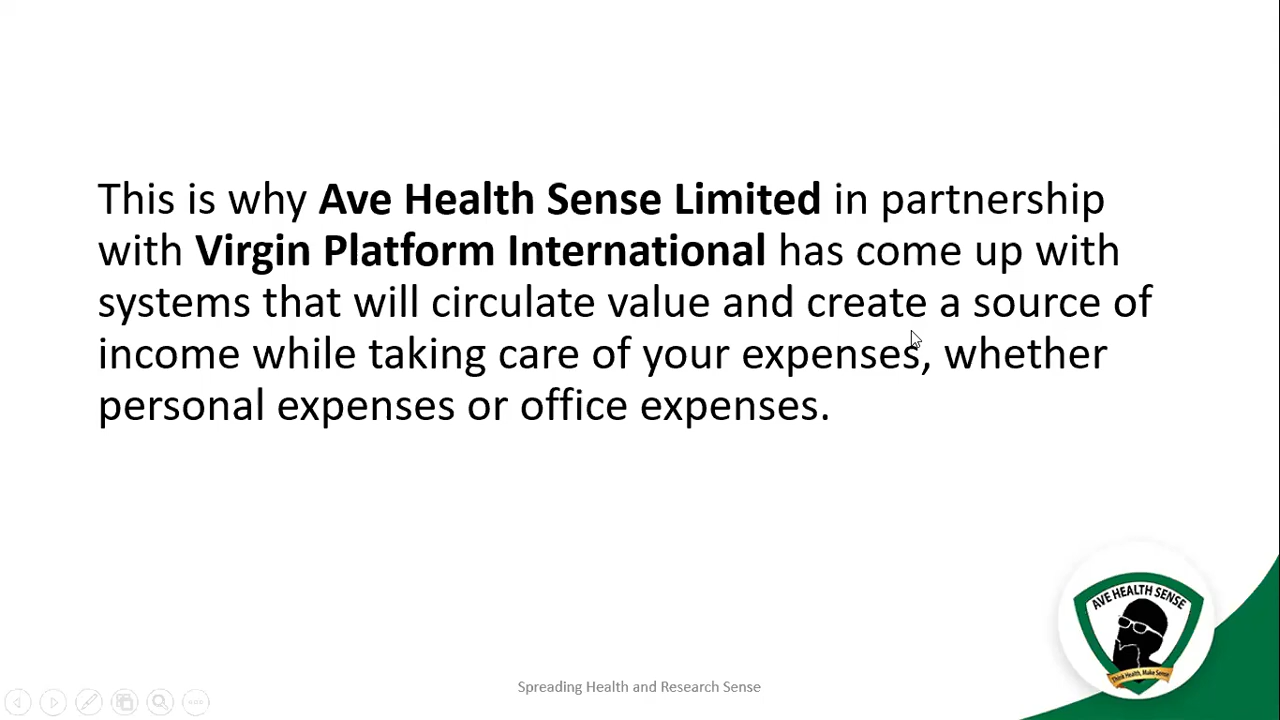 This is why Ave Health Sense Limited in partnership
with Virgin Platform International has come up with
systems that will circulate value and create a source of
income while taking care of your expenses, whether
personal expenses or office expenses.
AVE HEALTH SENSE
Think Health, Make Sense
Spreading Health and Research Sense